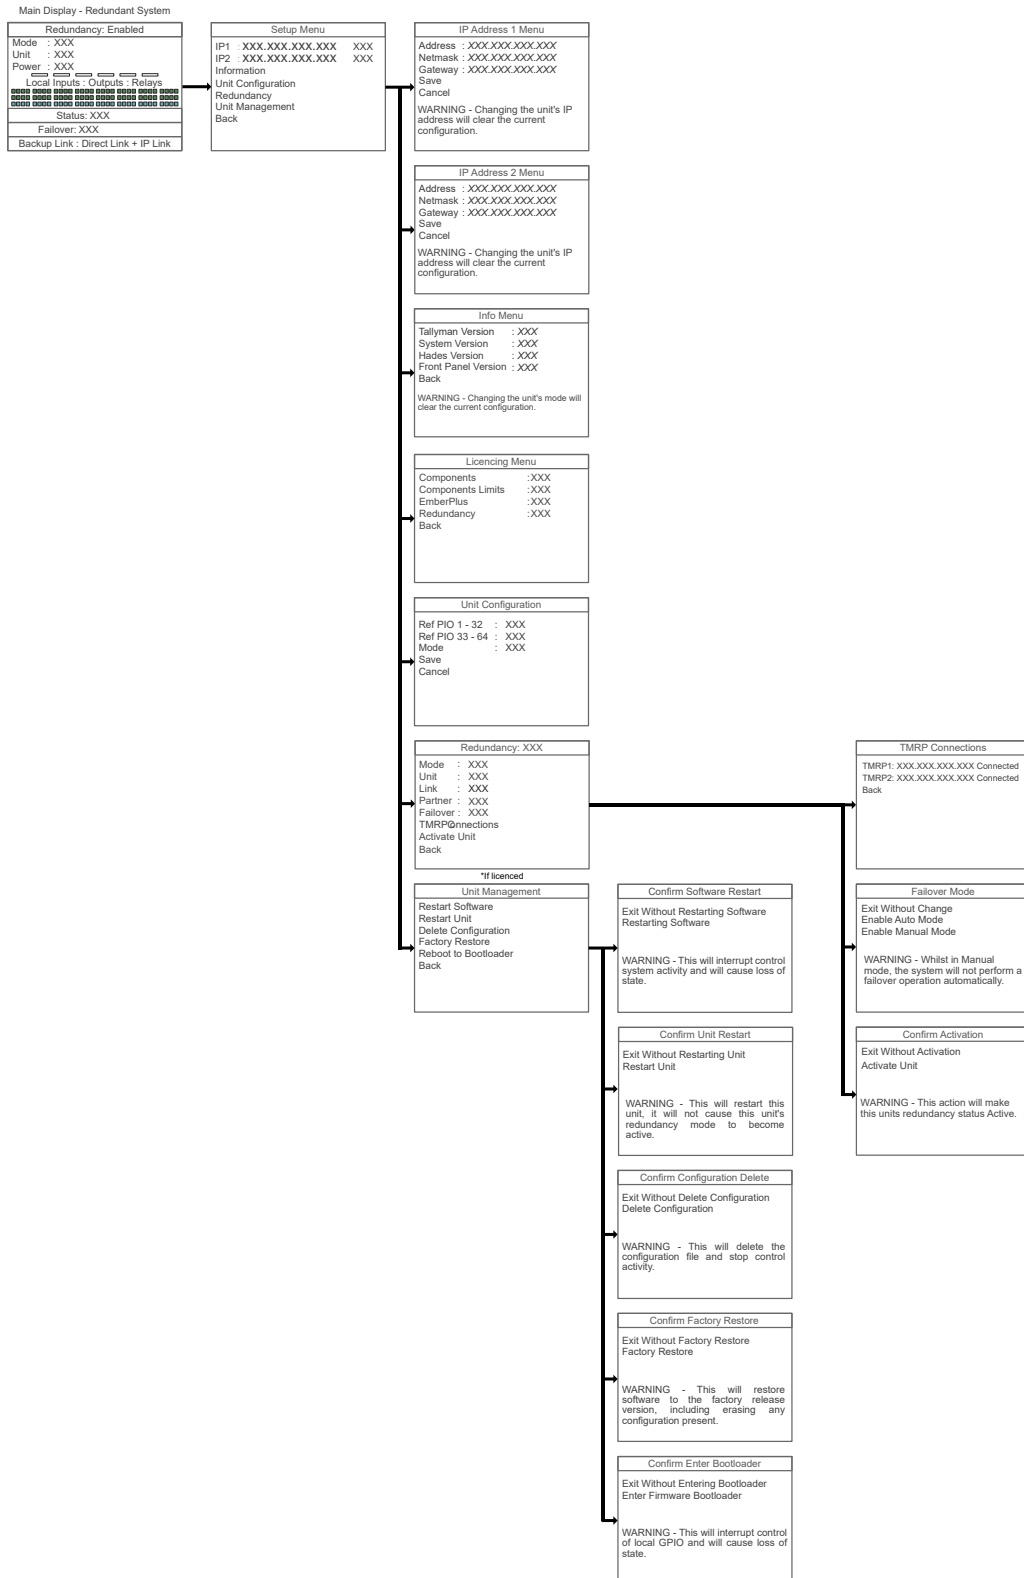 Main Display - Redundant System
Redundancy: Enabled
Mode : XXX
Unit : XXX
Power : XXX
Local Inputs : Outputs : Relays
Status: XXX
Failover: XXX
Backup Link : Direct Link + IP Link
Setup Menu
IP1 : XXX.XXX.XXX.XXX XXX
IP2 : XXX.XXX.XXX.XXX XXX
Information
Unit Configuration
Redundancy
Unit Management
Back
IP Address 1 Menu
Address : XXX.XXX.XXX.XXX
Netmask : XXX.XXX.XXX.XXX
Gateway : XXX.XXX.XXX.XXX
Save
Cancel
WARNING - Changing the unit's IP
address will clear the current
configuration.
IP Address 2 Menu
Address : XXX.XXX.XXX.XXX
Netmask : XXX.XXX.XXX.XXX
Gateway : XXX.XXX.XXX.XXX
Save
Cancel
WARNING - Changing the unit's IP
address will clear the current
configuration.
Info Menu
Tallyman Version : XXX
System Version : XXX
Hades Version : XXX
Front Panel Version : XXX
Back
WARNING - Changing the unit's mode will
clear the current configuration.
Licencing Menu
Components :XXX
Components Limits :XXX
EmberPlus :XXX
Redundancy :XXX
Back
Unit Configuration
Ref PIO 1 - 32 : XXX
Ref PIO 33 - 64 : XXX
Mode : XXX
Save
Cancel
Redundancy: XXX
Mode : XXX
Unit : XXX
Link : XXX
Partner : XXX
Failover : XXX
TMRP Connections
Activate Unit
Back
*If licenced
Unit Management
Restart Software
Restart Unit
Delete Configuration
Factory Restore
Reboot to Bootloader
Back
TMRP Connections
TMRP1: XXX.XXX.XXX.XXX Connected
TMRP2: XXX.XXX.XXX.XXX Connected
Back
Failover Mode
Exit Without Change
Enable Auto Mode
Enable Manual Mode
WARNING - Whilst in Manual
mode, the system will not perform a
failover operation automatically.
Confirm Activation
Exit Without Activation
Activate Unit
WARNING - This action will make
this units redundancy status Active.
Confirm Software Restart
Exit Without Restarting Software
Restarting Software
WARNING - This will interrupt control
system activity and will cause loss of
state.
Confirm Unit Restart
Exit Without Restarting Unit
Restart Unit
WARNING - This will restart this
unit, it will not cause this unit's
redundancy mode to become
active.
Confirm Configuration Delete
Exit Without Delete Configuration
Delete Configuration
WARNING - This will delete the
configuration file and stop control
activity.
Confirm Factory Restore
Exit Without Factory Restore
Factory Restore
WARNING - This will restore
software to the factory release
version, including erasing any
configuration present.
Confirm Enter Bootloader
Exit Without Entering Bootloader
Enter Firmware Bootloader
WARNING - This will interrupt control
of local GPIO and will cause loss of
state.